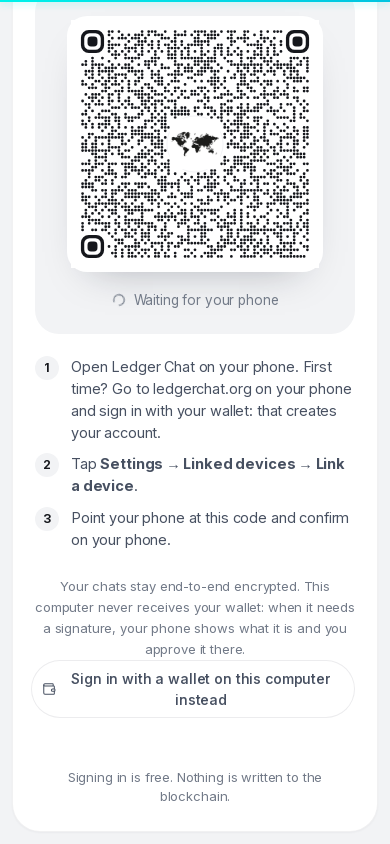 Waiting for your phone
1
Open Ledger Chat on your phone. First
time? Go to ledgerchat.org on your phone
and sign in with your wallet: that creates
your account.
2
Tap Settings → Linked devices → Link
a device.
3
Point your phone at this code and confirm
on your phone.
Your chats stay end-to-end encrypted. This
computer never receives your wallet: when it needs
a signature, your phone shows what it is and you
approve it there.
Sign in with a wallet on this computer
instead
Signing in is free. Nothing is written to the
blockchain.